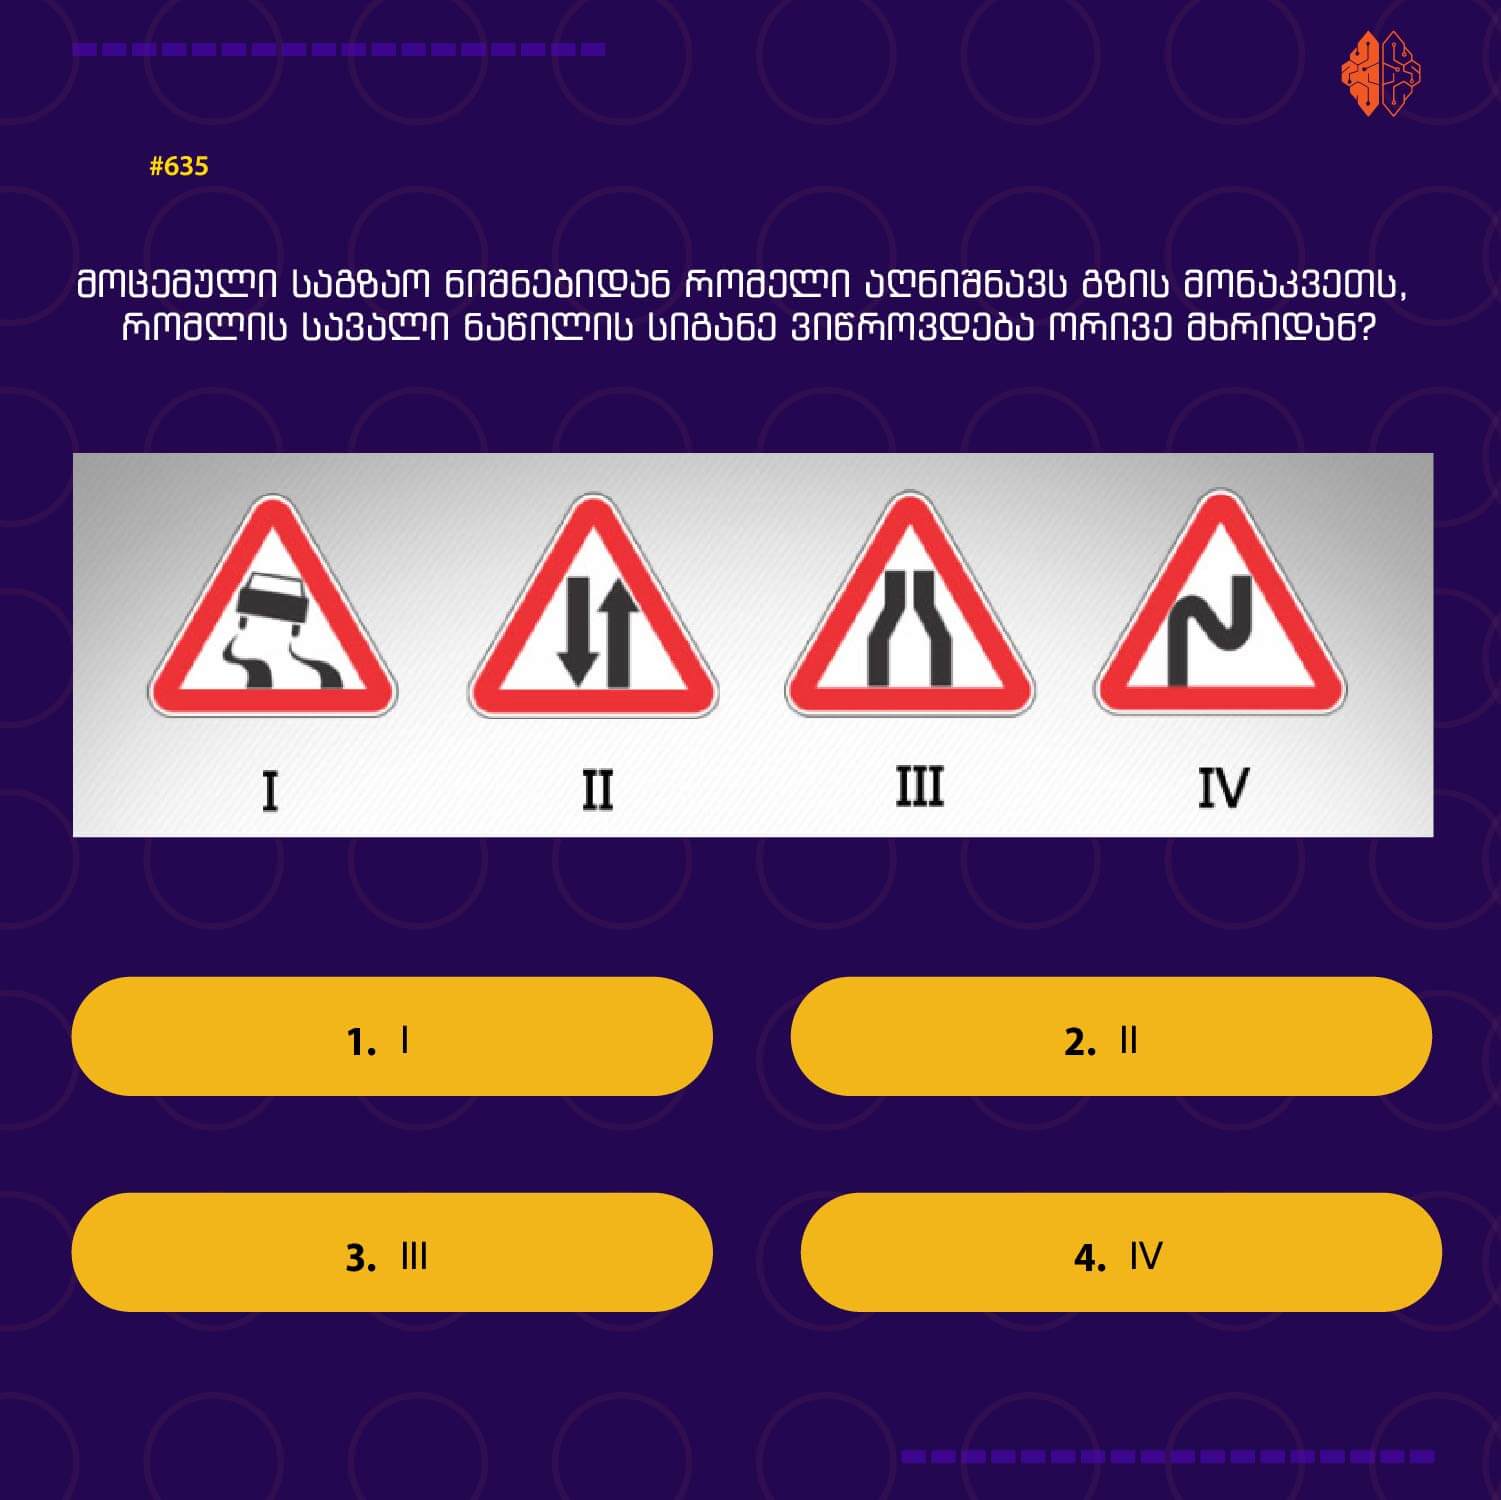 #635
მოცემული საგზაო ნიშნებიდან რომელი აღნიშნავს გზის მონაკვეთს,
რომლის სავალი ნაწილის სიგანე ვიწროვდება ორივე მხრიდან?
I II III IV
1. I
2. II
3. III
4. IV